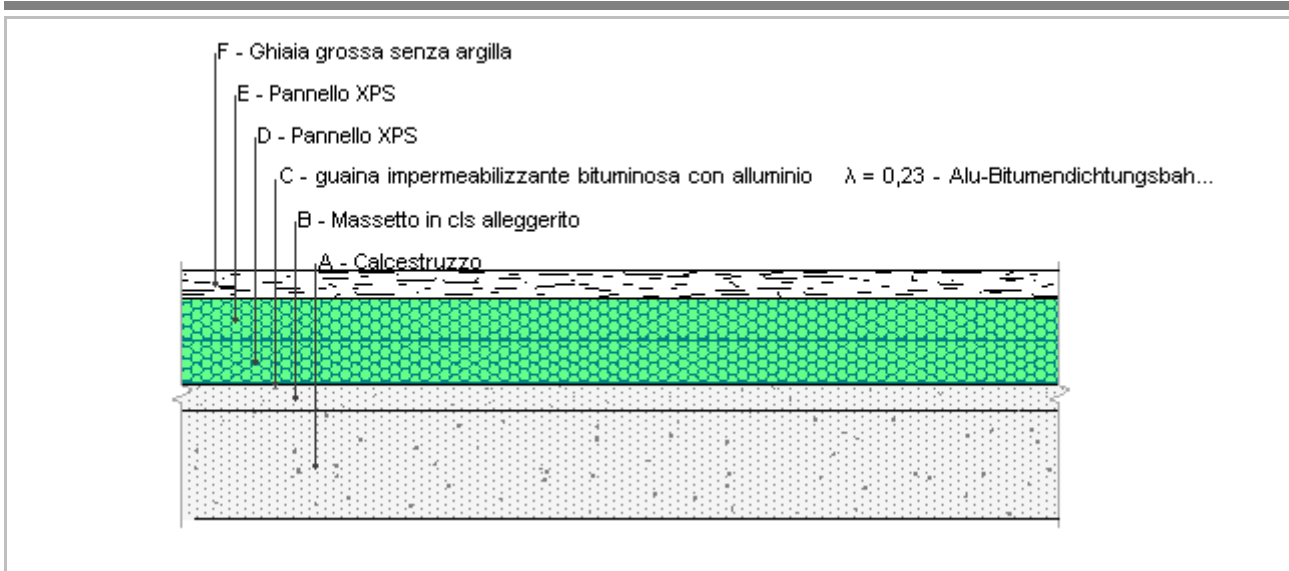 F - Ghiaia grossa senza argilla
E - Pannello XPS
D - Pannello XPS
C - guaina impermeabilizzante bituminosa con alluminio λ = 0,23 - Alu-Bitumendichtungsbah...
B - Massetto in cls alleggerito
A - Calcestruzzo